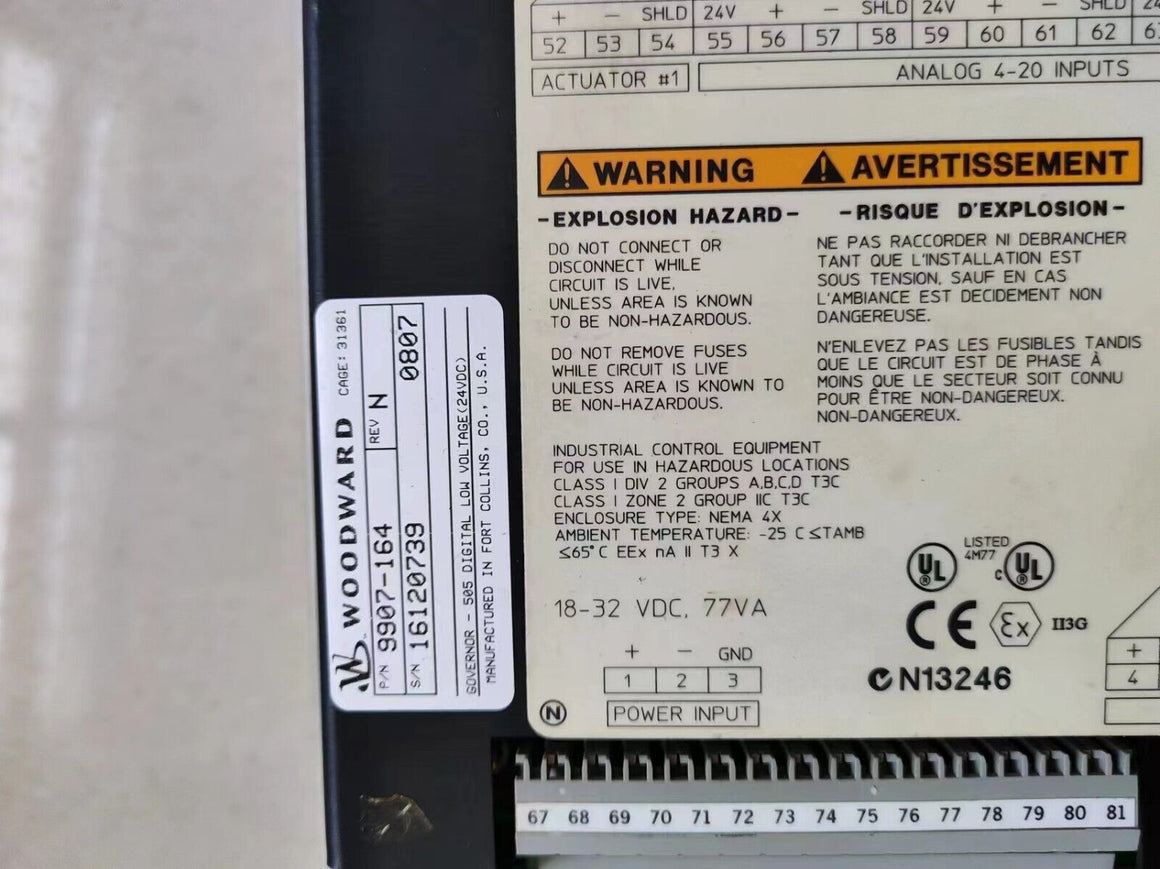 + − SHLD 24V + − SHLD 24V + − SHLD
52 53 54 55 56 57 58 59 60 61 62
ACTUATOR #1
ANALOG 4-20 INPUTS
WARNING
AVERTISSEMENT
-EXPLOSION HAZARD-
DO NOT CONNECT OR
DISCONNECT WHILE
CIRCUIT IS LIVE,
UNLESS AREA IS KNOWN
TO BE NON-HAZARDOUS.
DO NOT REMOVE FUSES
WHILE CIRCUIT IS LIVE
UNLESS AREA IS KNOWN TO
BE NON-HAZARDOUS.
-RISQUE D'EXPLOSION-
NE PAS RACCORDER NI DEBRANCHER
TANT QUE L'INSTALLATION EST
SOUS TENSION, SAUF EN CAS
L'AMBIANCE EST DECIDEMENT NON
DANGEREUSE.
N'ENLEVEZ PAS LES FUSIBLES TANDIS
QUE LE CIRCUIT EST DE PHASE À
MOINS QUE LE SECTEUR SOIT CONNU
POUR ÊTRE NON-DANGEREUX.
NON-DANGEREUX.
INDUSTRIAL CONTROL EQUIPMENT
FOR USE IN HAZARDOUS LOCATIONS
CLASS I DIV 2 GROUPS A,B,C,D T3C
CLASS I ZONE 2 GROUP IIC T3C
ENCLOSURE TYPE: NEMA 4X
AMBIENT TEMPERATURE: -25 C≤TAMB
≤65°C EEx nA II T3 X
18-32 VDC, 77VA
+ − GND
1 2 3
POWER INPUT
N
UL ®
LISTED
4M77
c UL ®
CE
Ex II3G
N13246
+
4
WOODWARD CAGE: 31361
P/N 9907-164 REV N
S/N 16120739 0807
GOVERNOR - 505 DIGITAL LOW VOLTAGE(24VDC)
MANUFACTURED IN FORT COLLINS, CO., U.S.A.
67 68 69 70 71 72 73 74 75 76 77 78 79 80 81